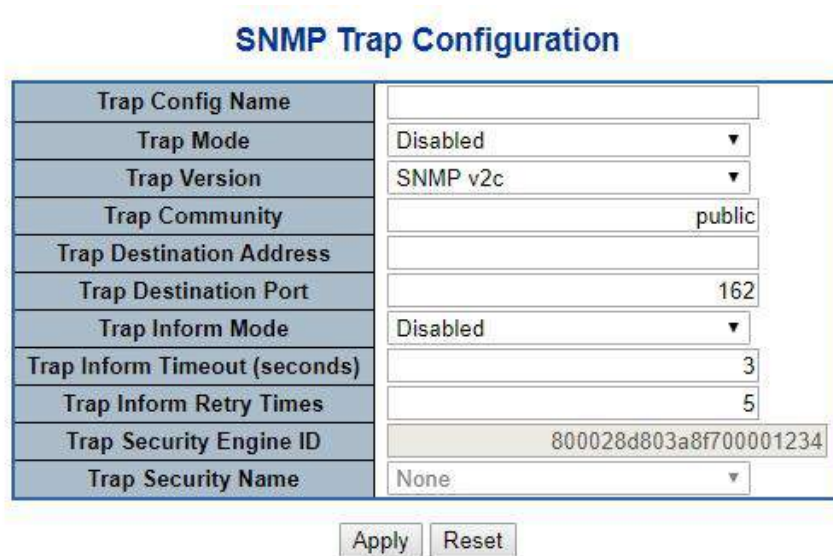 SNMP Trap Configuration
Trap Config Name
Trap Mode Disabled
Trap Version SNMP v2c
Trap Community public
Trap Destination Address
Trap Destination Port 162
Trap Inform Mode Disabled
Trap Inform Timeout (seconds) 3
Trap Inform Retry Times 5
Trap Security Engine ID 800028d803a8f700001234
Trap Security Name None
Apply Reset